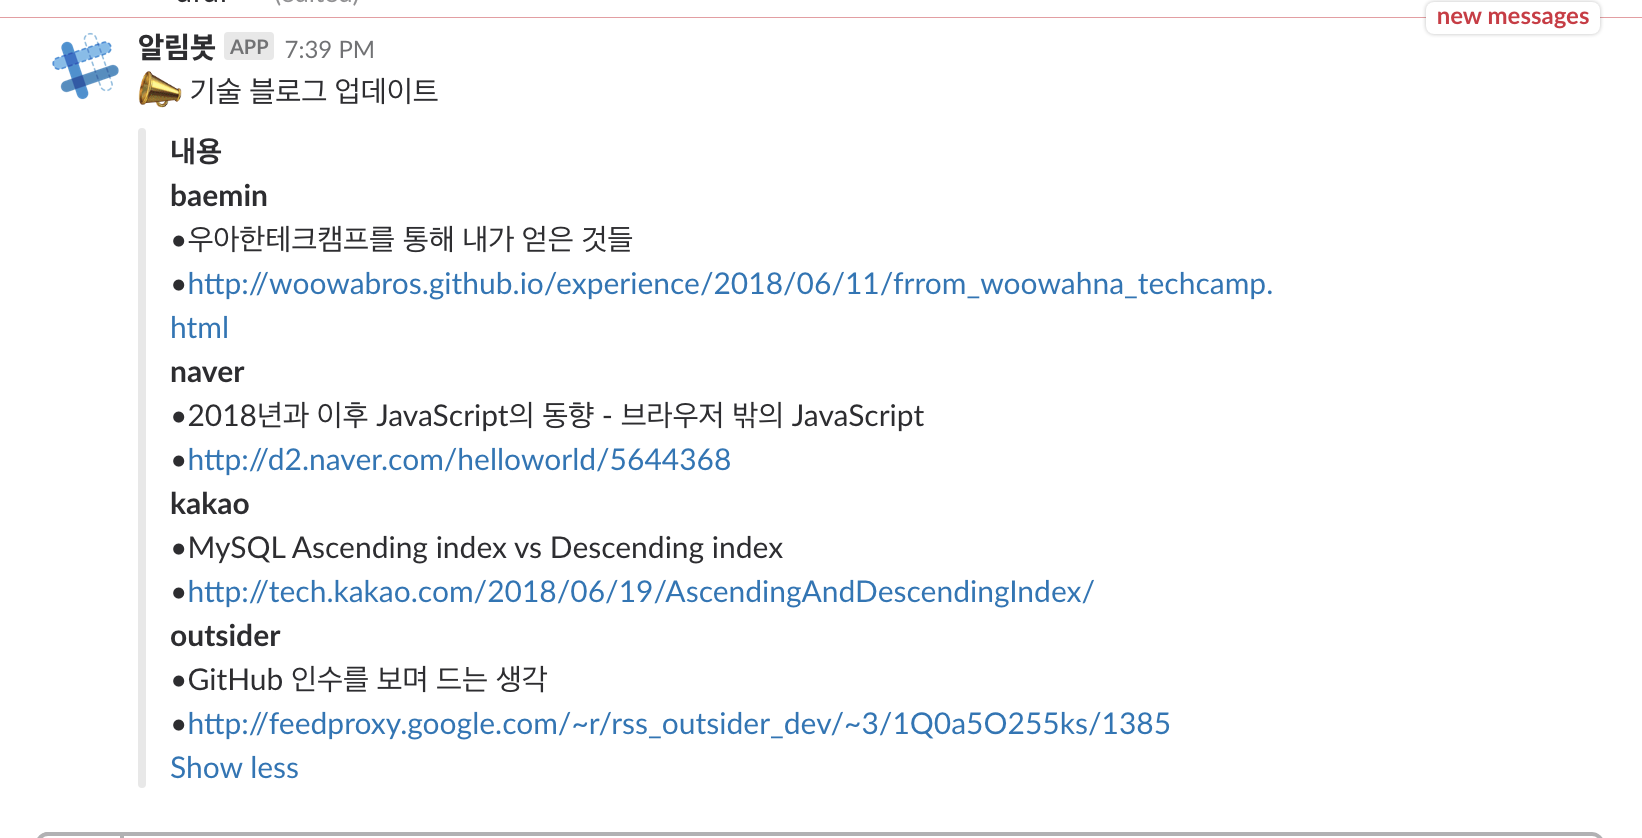 new messages
알림봇 APP 7:39 PM
기술 블로그 업데이트
내용
baemin
•우아한테크캠프를 통해 내가 얻은 것들
•http://woowabros.github.io/experience/2018/06/11/frrom_woowahna_techcamp.
html
naver
•2018년과 이후 JavaScript의 동향 - 브라우저 밖의 JavaScript
•http://d2.naver.com/helloworld/5644368
kakao
•MySQL Ascending index vs Descending index
•http://tech.kakao.com/2018/06/19/AscendingAndDescendingIndex/
outsider
•GitHub 인수를 보며 드는 생각
•http://feedproxy.google.com/~r/rss_outsider_dev/~3/1Q0a5O255ks/1385
Show less